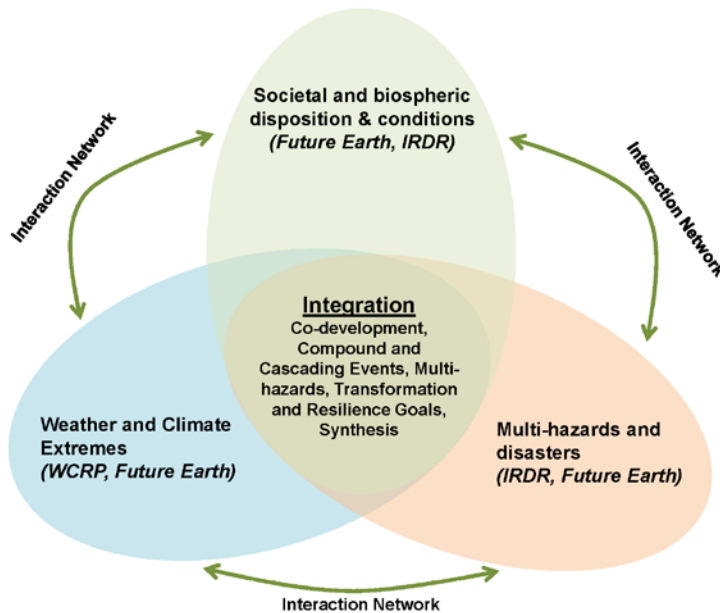 Societal and biospheric
disposition & conditions
(Future Earth, IRDR)
Interaction Network
Interaction Network
Integration
Co-development,
Compound and
Cascading Events, Multi-
hazards, Transformation
and Resilience Goals,
Synthesis
Weather and Climate
Extremes
(WCRP, Future Earth)
Multi-hazards and
disasters
(IRDR, Future Earth)
Interaction Network